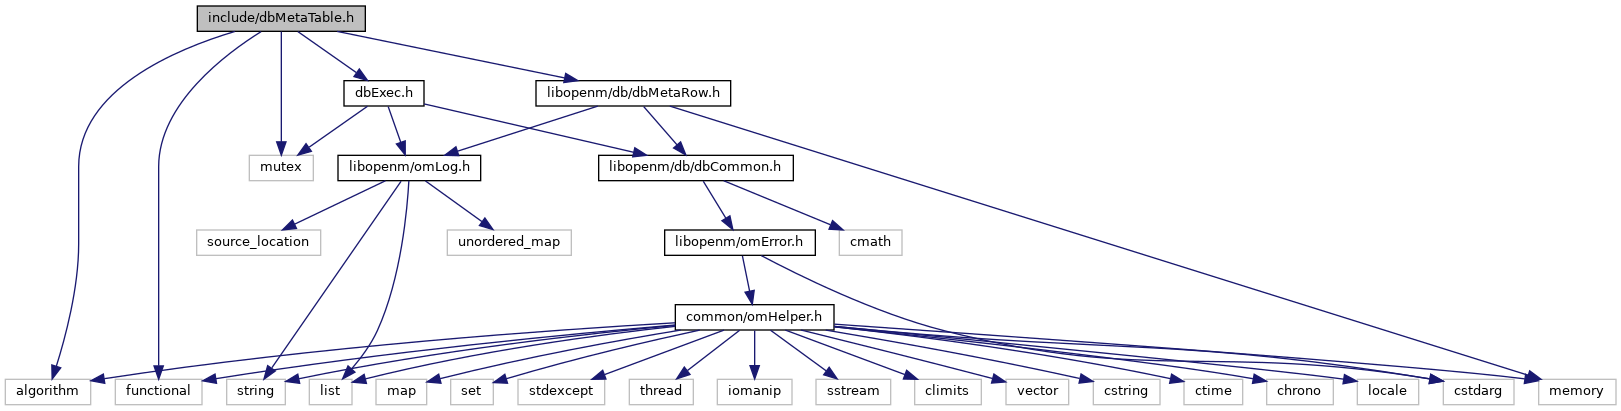 include/dbMetaTable.h
dbExec.h
libopenm/db/dbMetaRow.h
mutex
libopenm/omLog.h
libopenm/db/dbCommon.h
source_location
unordered_map
libopenm/omError.h
cmath
common/omHelper.h
algorithm
functional
string
list
map
set
stdexcept
thread
iomanip
sstream
climits
vector
cstring
ctime
chrono
locale
cstdarg
memory